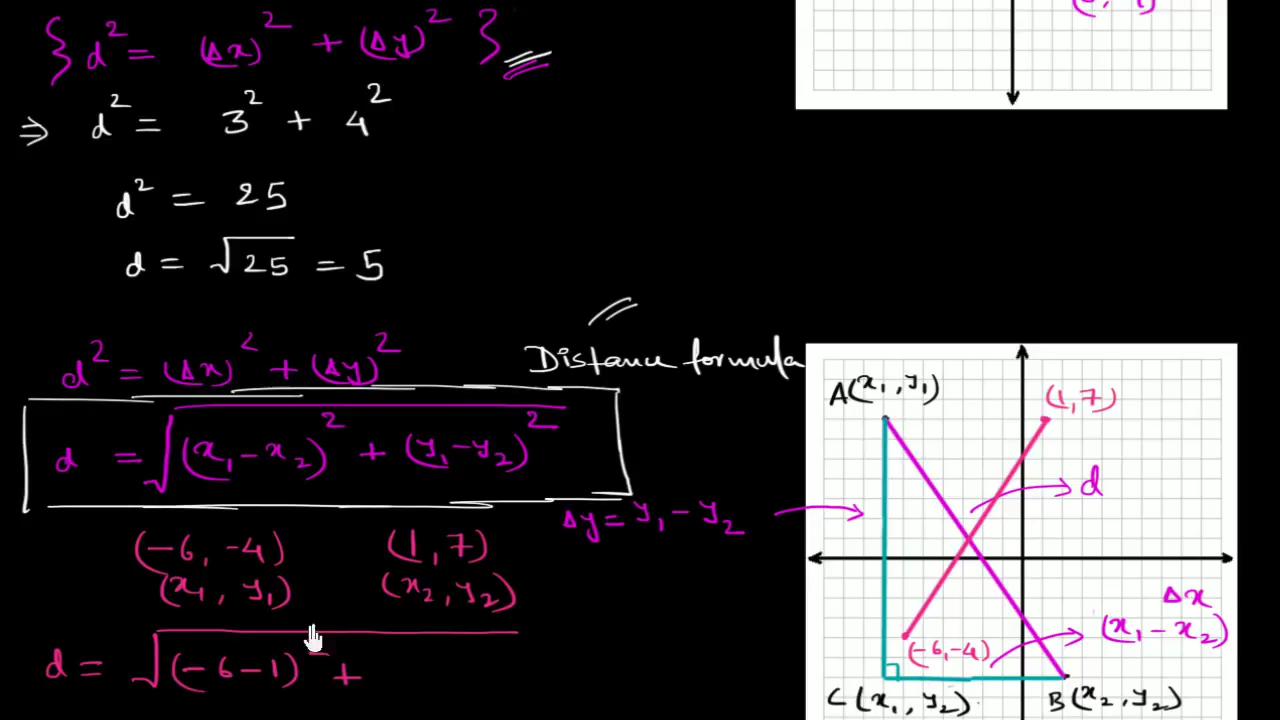 { d² = (Δx)² + (Δy)² }
⇒ d² = 3² + 4²
d² = 25
d = √25 = 5
d² = (Δx)² + (Δy)²
Distance formula
d = √(x₁ - x₂)² + (y₁ - y₂)²
Δy = y₁ - y₂
(-6, -4) (1, 7)
(x₁, y₁) (x₂, y₂)
d = √(-6 - 1)² +
A(x₁, y₁)
(1, 7)
d
Δx
(x₁ - x₂)
(-6, -4)
C(x₁, y₂)
B(x₂, y₂)